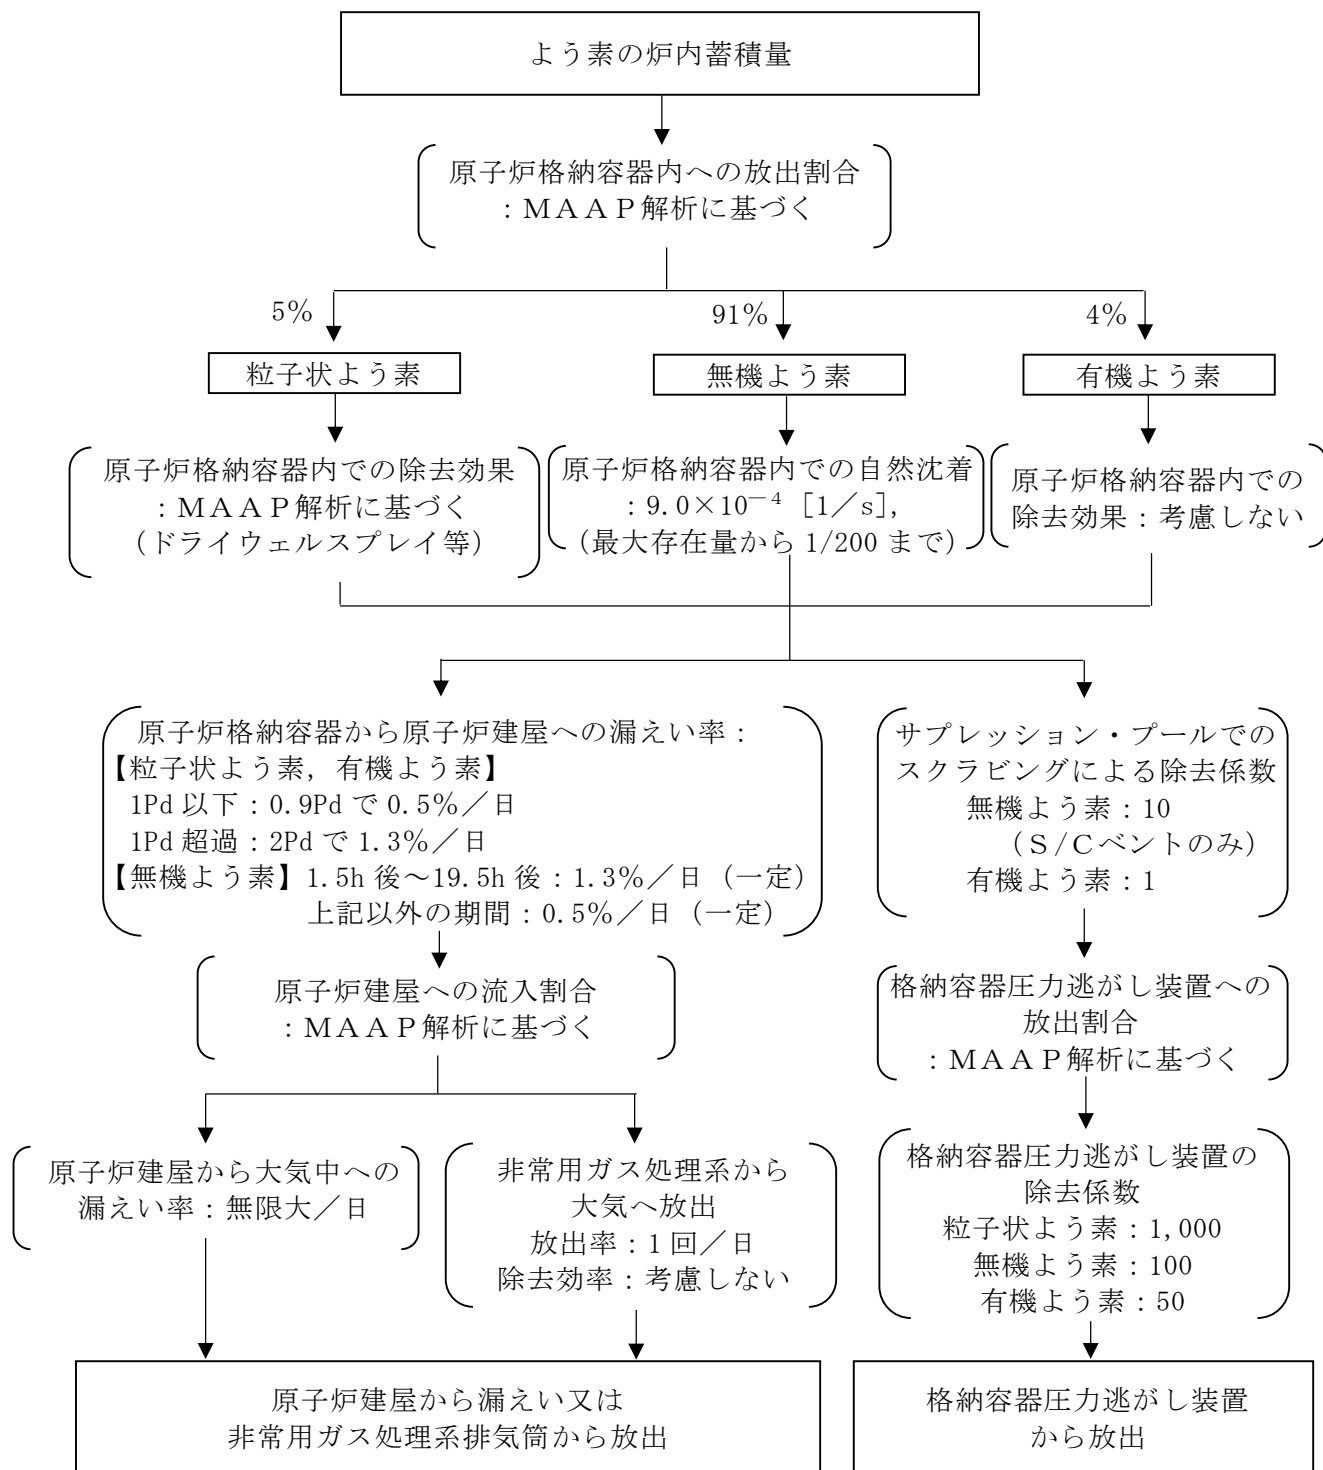 よう素の炉内蓄積量
原子炉格納容器内への放出割合
：ＭＡＡＰ解析に基づく
5％
91％
4％
粒子状よう素
無機よう素
有機よう素
原子炉格納容器内での除去効果
：ＭＡＡＰ解析に基づく
（ドライウェルスプレイ等）
原子炉格納容器内での自然沈着
：9.0×10⁻⁴［1／s］，
（最大存在量から 1/200 まで）
原子炉格納容器内での
除去効果：考慮しない
原子炉格納容器から原子炉建屋への漏えい率：
【粒子状よう素，有機よう素】
1Pd 以下：0.9Pd で 0.5％／日
1Pd 超過：2Pd で 1.3％／日
【無機よう素】1.5h 後～19.5h 後：1.3％／日（一定）
上記以外の期間：0.5％／日（一定）
サプレッション・プールでの
スクラビングによる除去係数
無機よう素：10
（Ｓ/Ｃベントのみ）
有機よう素：1
原子炉建屋への流入割合
：ＭＡＡＰ解析に基づく
格納容器圧力逃がし装置への
放出割合
：ＭＡＡＰ解析に基づく
原子炉建屋から大気中への
漏えい率：無限大／日
非常用ガス処理系から
大気へ放出
放出率：1 回／日
除去効率：考慮しない
格納容器圧力逃がし装置の
除去係数
粒子状よう素：1,000
無機よう素：100
有機よう素：50
原子炉建屋から漏えい又は
非常用ガス処理系排気筒から放出
格納容器圧力逃がし装置
から放出